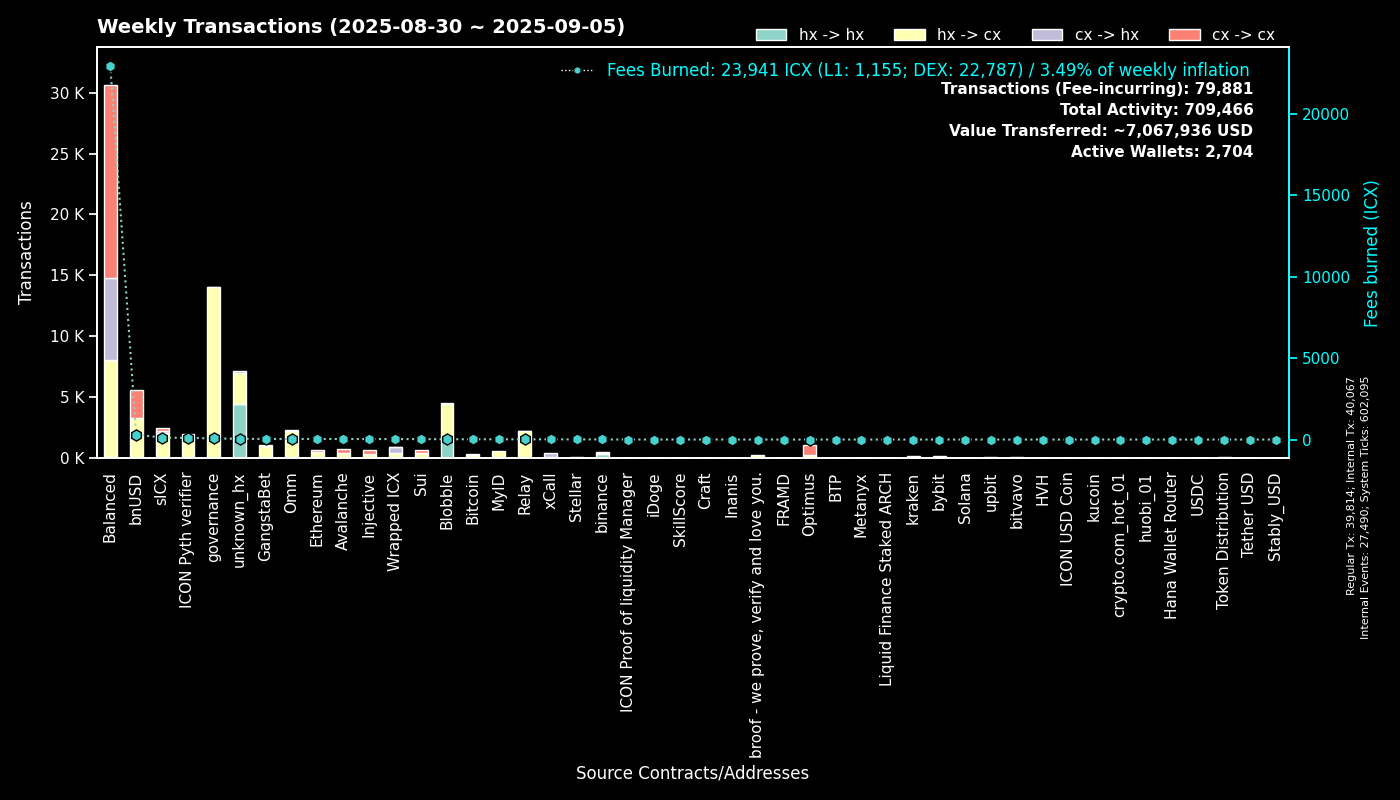 Weekly Transactions (2025-08-30 ~ 2025-09-05)
hx -> hx
hx -> cx
cx -> hx
cx -> cx
Fees Burned: 23,941 ICX (L1: 1,155; DEX: 22,787) / 3.49% of weekly inflation
Transactions (Fee-incurring): 79,881
Total Activity: 709,466
Value Transferred: ~7,067,936 USD
Active Wallets: 2,704
Transactions
30 K
25 K
20 K
15 K
10 K
5 K
0 K
20000
15000
10000
5000
0
Fees burned (ICX)
Regular Tx: 39,814; Internal Tx: 40,067
Internal Events: 27,490; System Ticks: 602,095
Balanced
bnUSD
sICX
ICON Pyth verifier
governance
unknown_hx
GangstaBet
Omm
Ethereum
Avalanche
Injective
Wrapped ICX
Sui
Blobble
Bitcoin
MyID
Relay
xCall
Stellar
binance
ICON Proof of liquidity Manager
iDoge
SkillScore
Craft
Inanis
broof - we prove, verify and love you.
FRAMD
Optimus
BTP
Metanyx
Liquid Finance Staked ARCH
kraken
bybit
Solana
upbit
bitvavo
HVH
ICON USD Coin
kucoin
crypto.com_hot_01
huobi_01
Hana Wallet Router
USDC
Token Distribution
Tether USD
Stably_USD
Source Contracts/Addresses